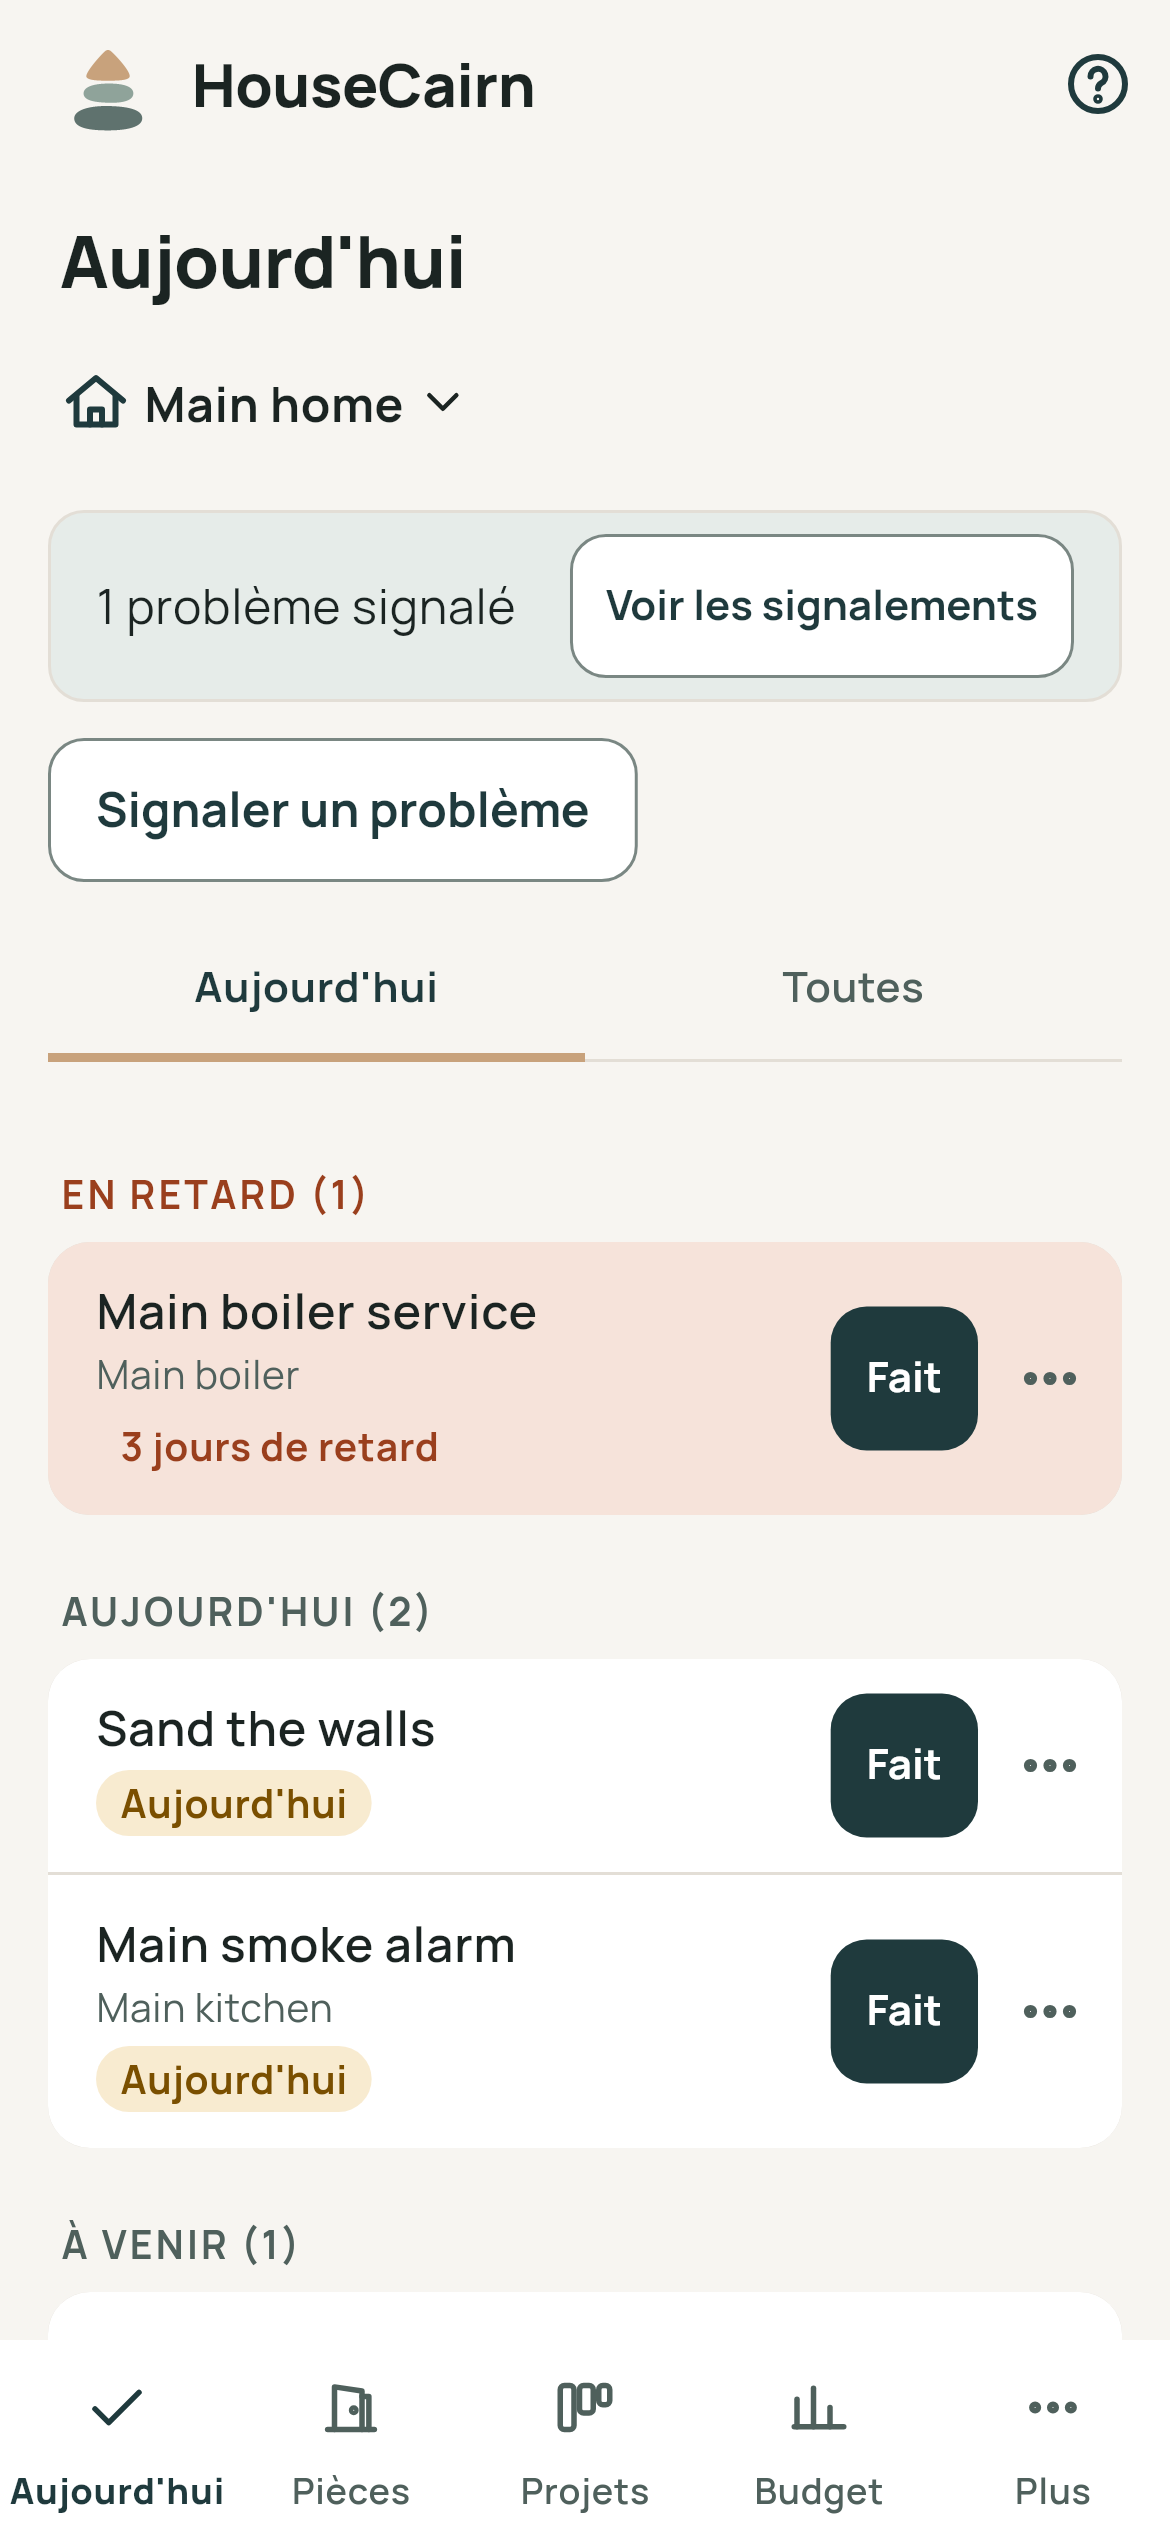 HouseCairn
Aujourd'hui
Main home
1 problème signalé
Voir les signalements
Signaler un problème
Aujourd'hui
Toutes
EN RETARD (1)
Main boiler service
Main boiler
3 jours de retard
Fait
AUJOURD'HUI (2)
Sand the walls
Aujourd'hui
Fait
Main smoke alarm
Main kitchen
Aujourd'hui
Fait
À VENIR (1)
Aujourd'hui
Pièces
Projets
Budget
Plus